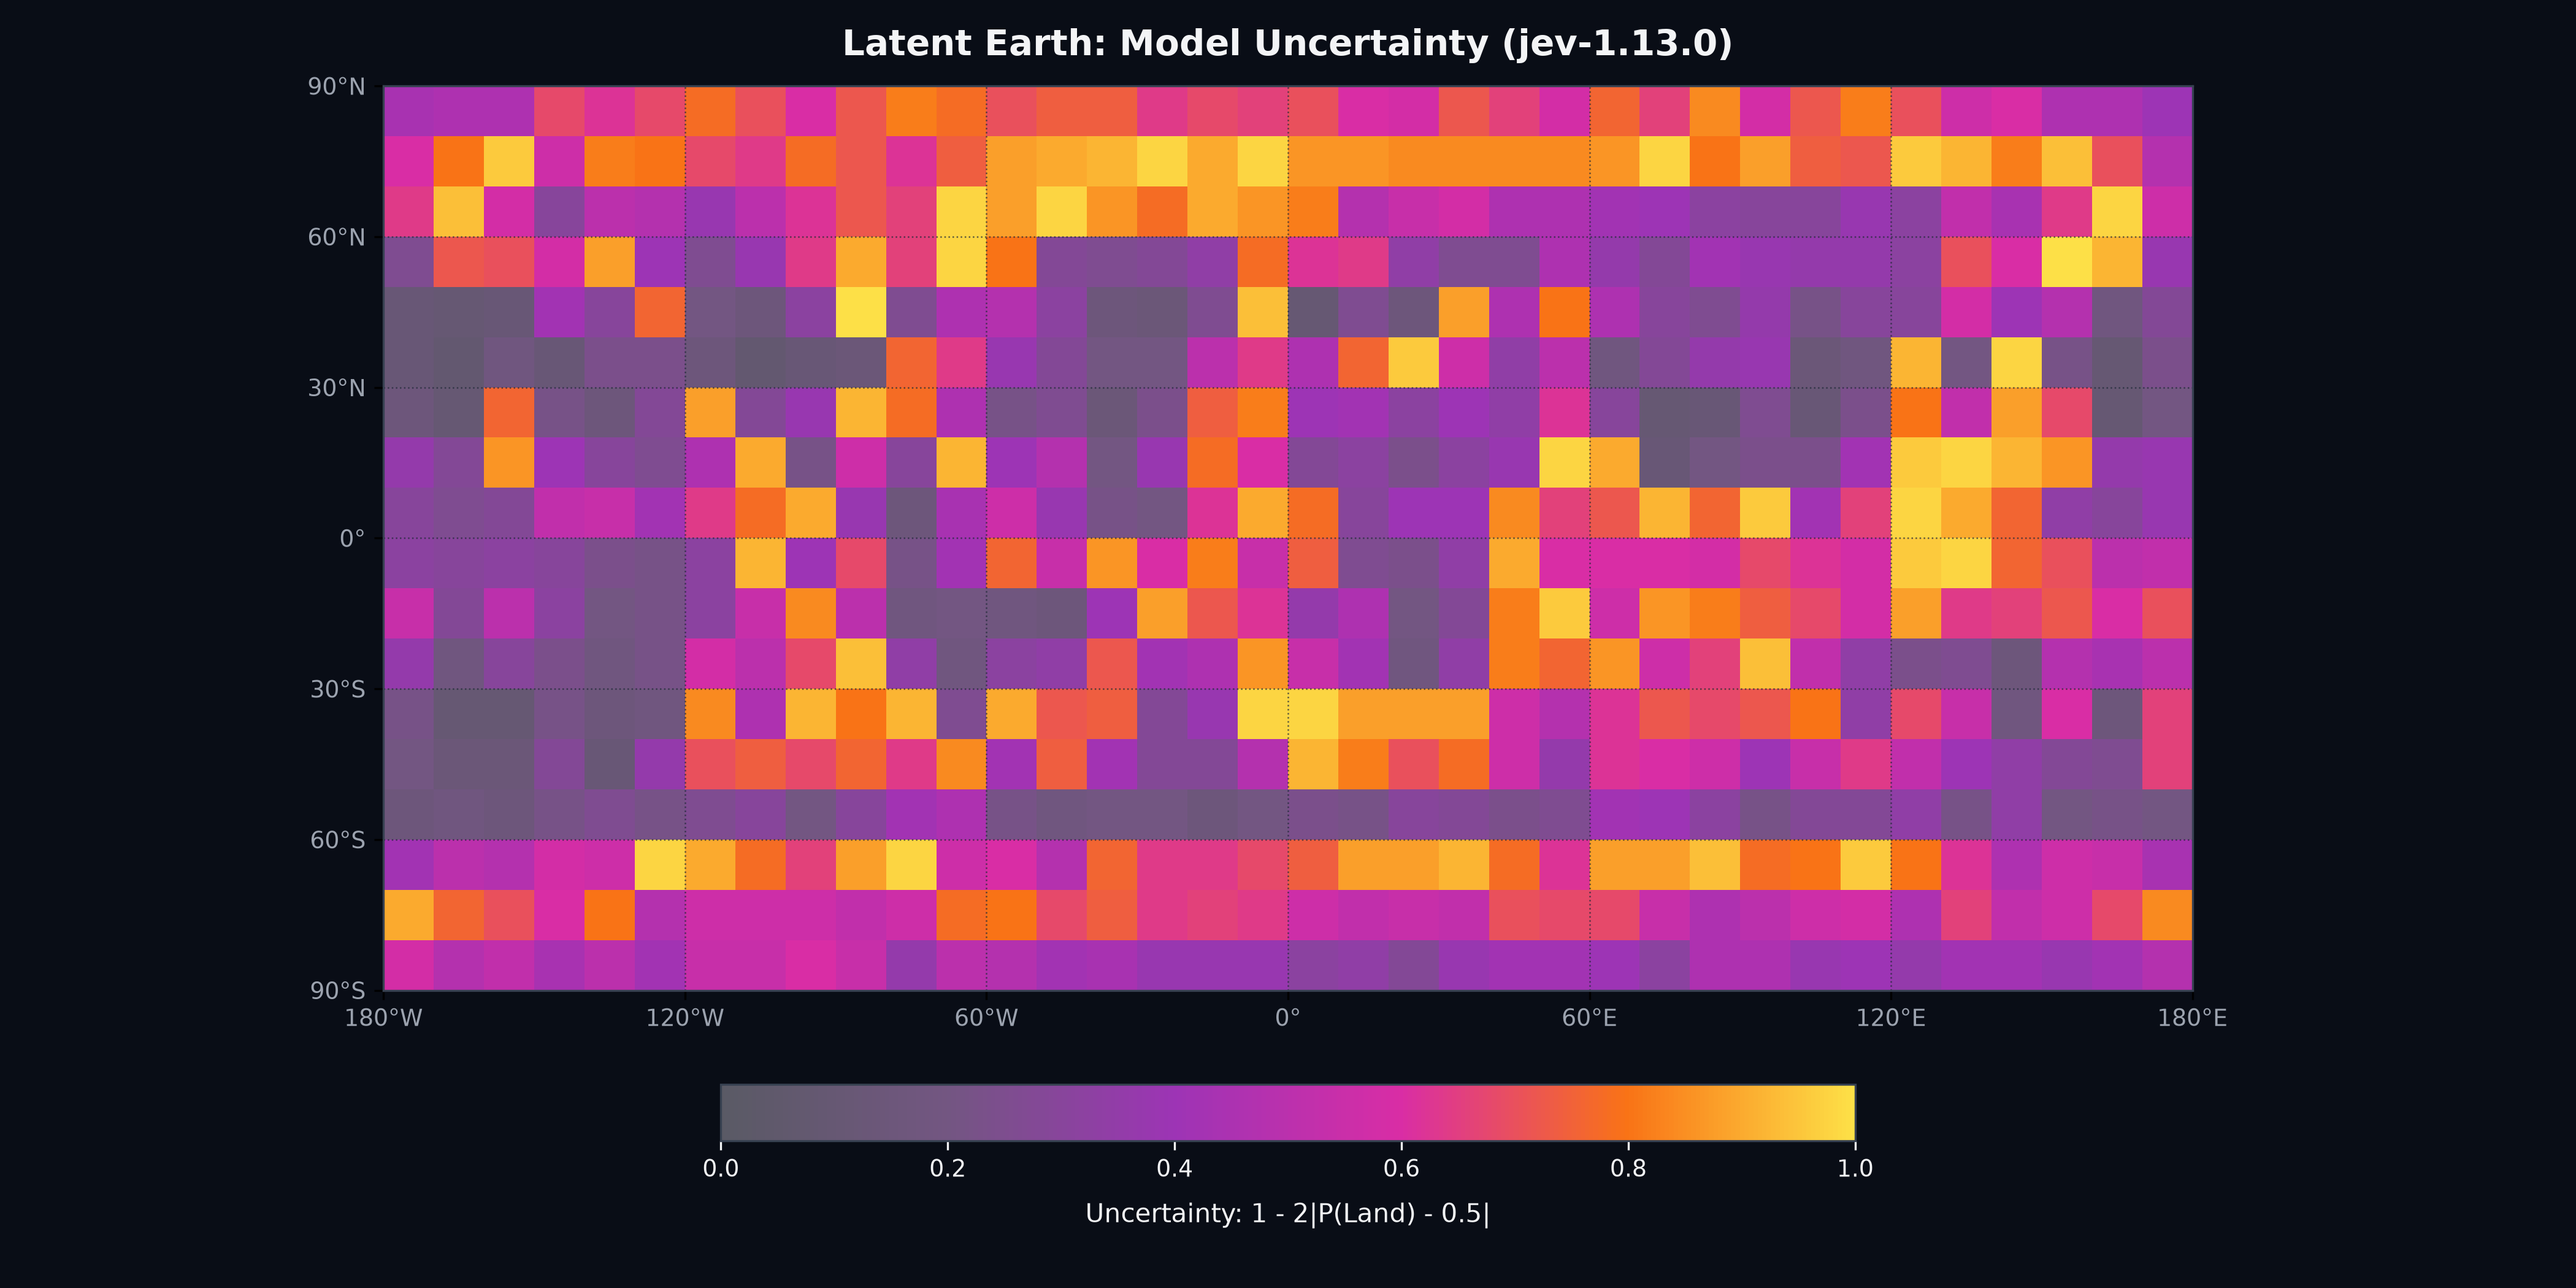 Latent Earth: Model Uncertainty (jev-1.13.0)
90°N
60°N
30°N
0°
30°S
60°S
90°S
180°W 120°W 60°W 0° 60°E 120°E 180°E
0.0 0.2 0.4 0.6 0.8 1.0
Uncertainty: 1 - 2|P(Land) - 0.5|